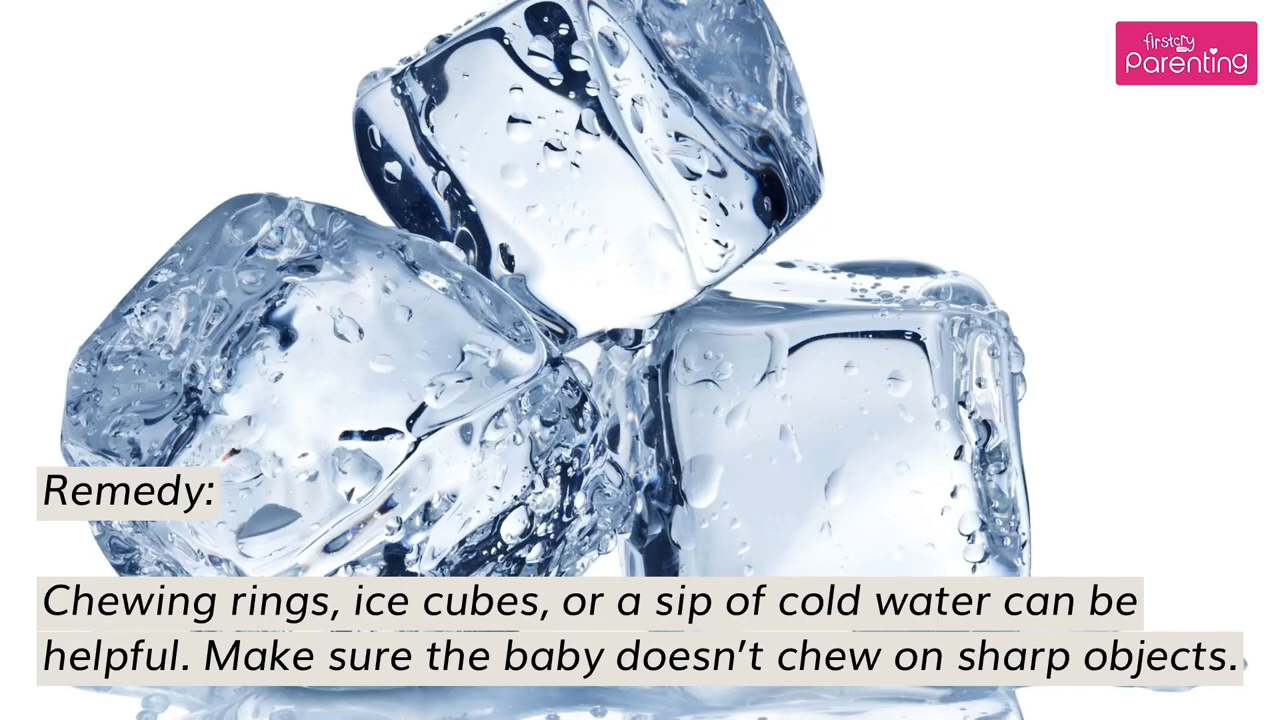 firstcry
Parenting
Remedy:
Chewing rings, ice cubes, or a sip of cold water can be
helpful. Make sure the baby doesn’t chew on sharp objects.